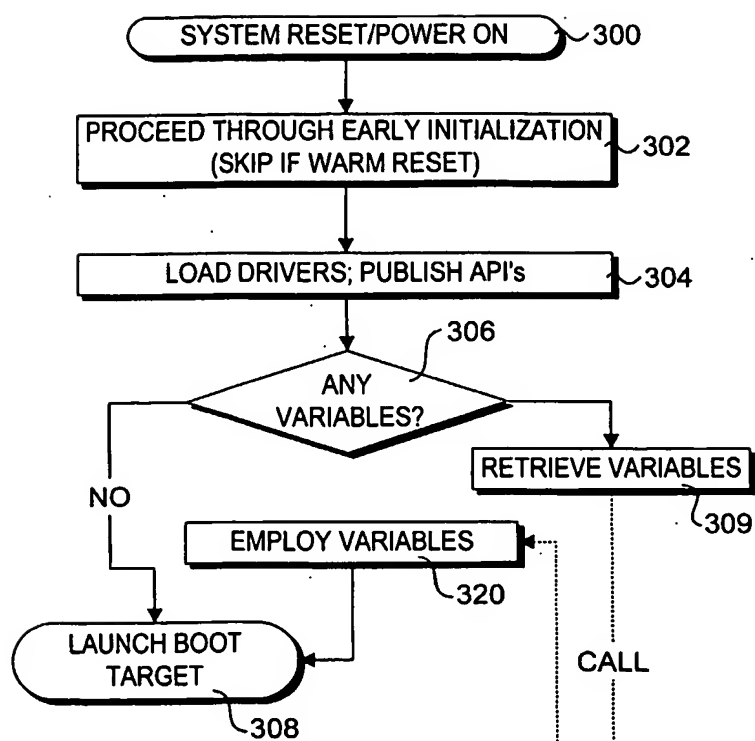 SYSTEM RESET/POWER ON
300
PROCEED THROUGH EARLY INITIALIZATION
(SKIP IF WARM RESET)
302
LOAD DRIVERS; PUBLISH API's
304
306
ANY
VARIABLES?
RETRIEVE VARIABLES
309
NO
EMPLOY VARIABLES
320
LAUNCH BOOT
TARGET
308
CALL